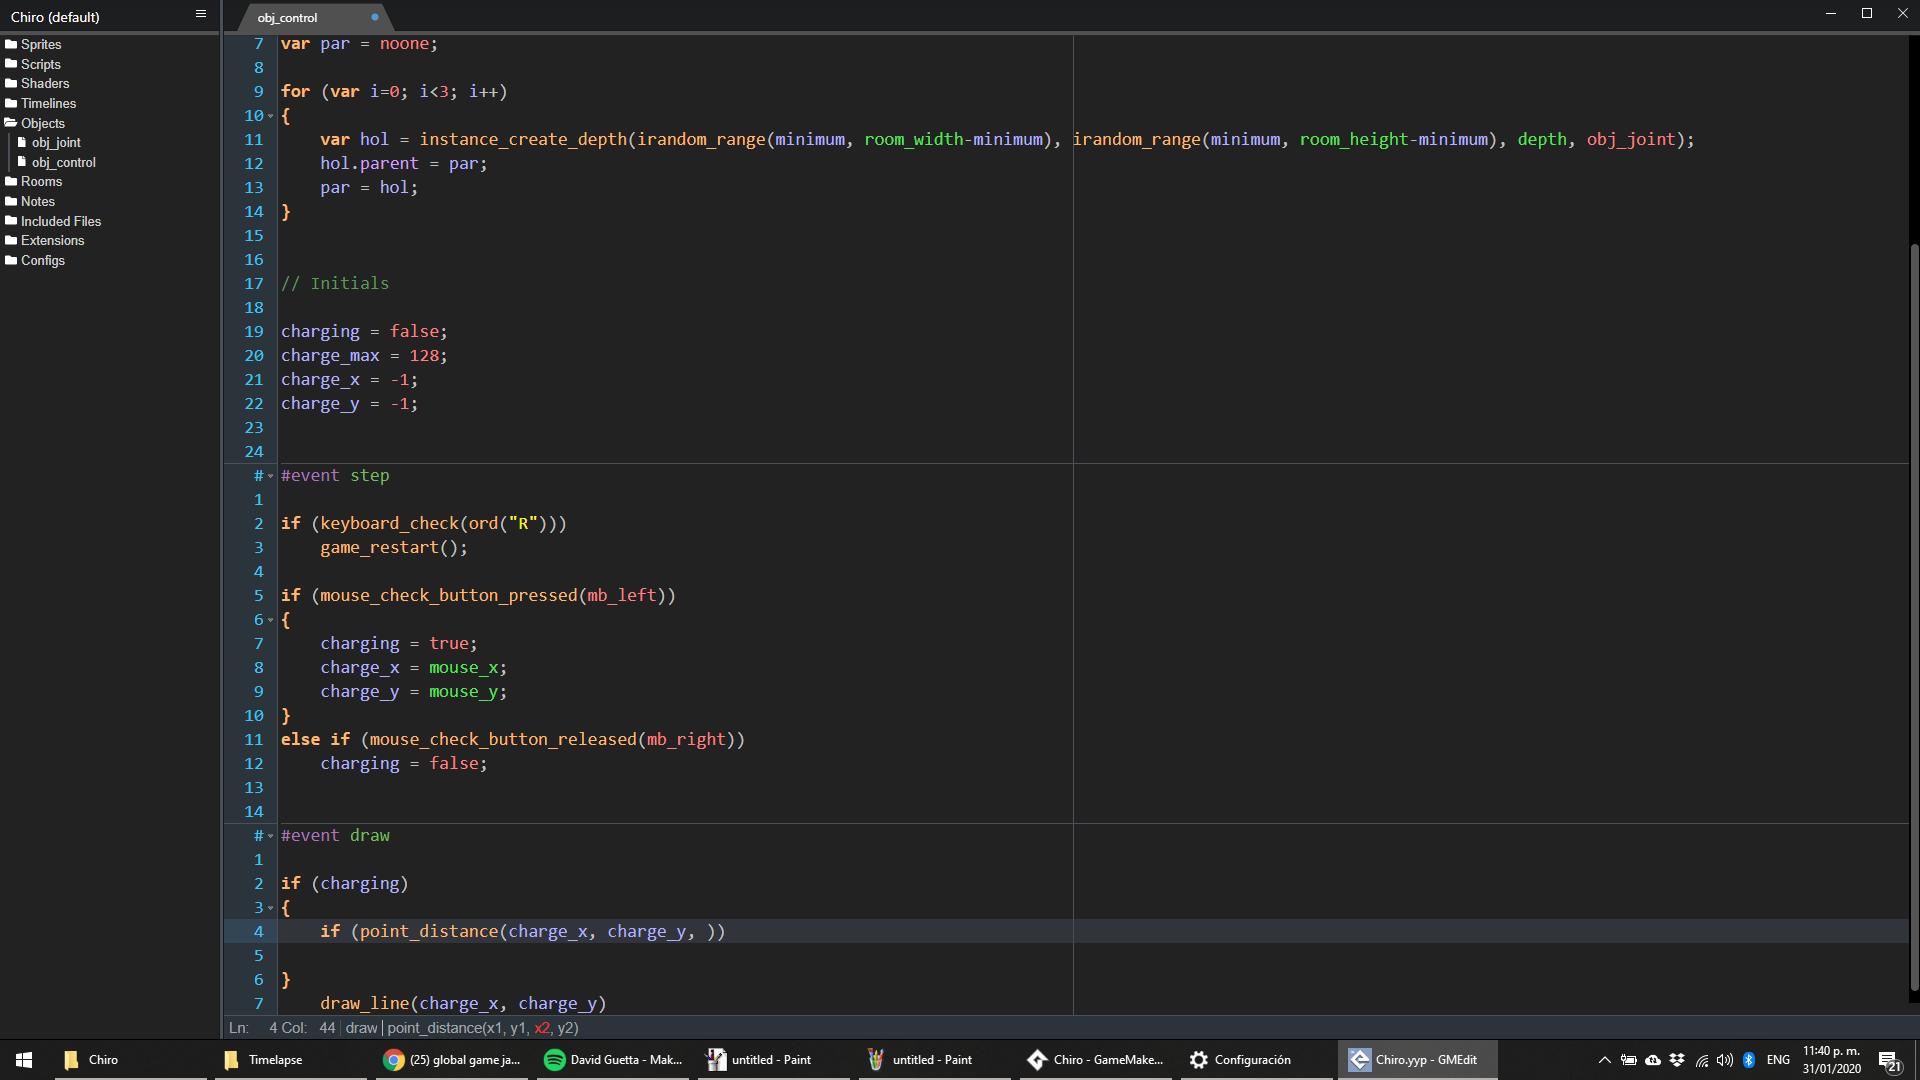 Chiro (default)
obj_control
Sprites
Scripts
Shaders
Timelines
Objects
obj_joint
obj_control
Rooms
Notes
Included Files
Extensions
Configs
7 var par = noone;
8
9 for (var i=0; i<3; i++)
10 {
11 var hol = instance_create_depth(irandom_range(minimum, room_width-minimum), irandom_range(minimum, room_height-minimum), depth, obj_joint);
12 hol.parent = par;
13 par = hol;
14 }
15
16
17 // Initials
18
19 charging = false;
20 charge_max = 128;
21 charge_x = -1;
22 charge_y = -1;
23
24
# #event step
1
2 if (keyboard_check(ord("R")))
3 game_restart();
4
5 if (mouse_check_button_pressed(mb_left))
6 {
7 charging = true;
8 charge_x = mouse_x;
9 charge_y = mouse_y;
10 }
11 else if (mouse_check_button_released(mb_right))
12 charging = false;
13
14
# #event draw
1
2 if (charging)
3 {
4 if (point_distance(charge_x, charge_y, ))
5
6 }
7 draw_line(charge_x, charge_y)
Ln: 4 Col: 44 draw point_distance(x1, y1, x2, y2)
Chiro
Timelapse
(25) global game ja...
David Guetta - Mak...
untitled - Paint
untitled - Paint
Chiro - GameMake...
Configuración
Chiro.yyp - GMEdit
ENG
11:40 p. m.
31/01/2020
21